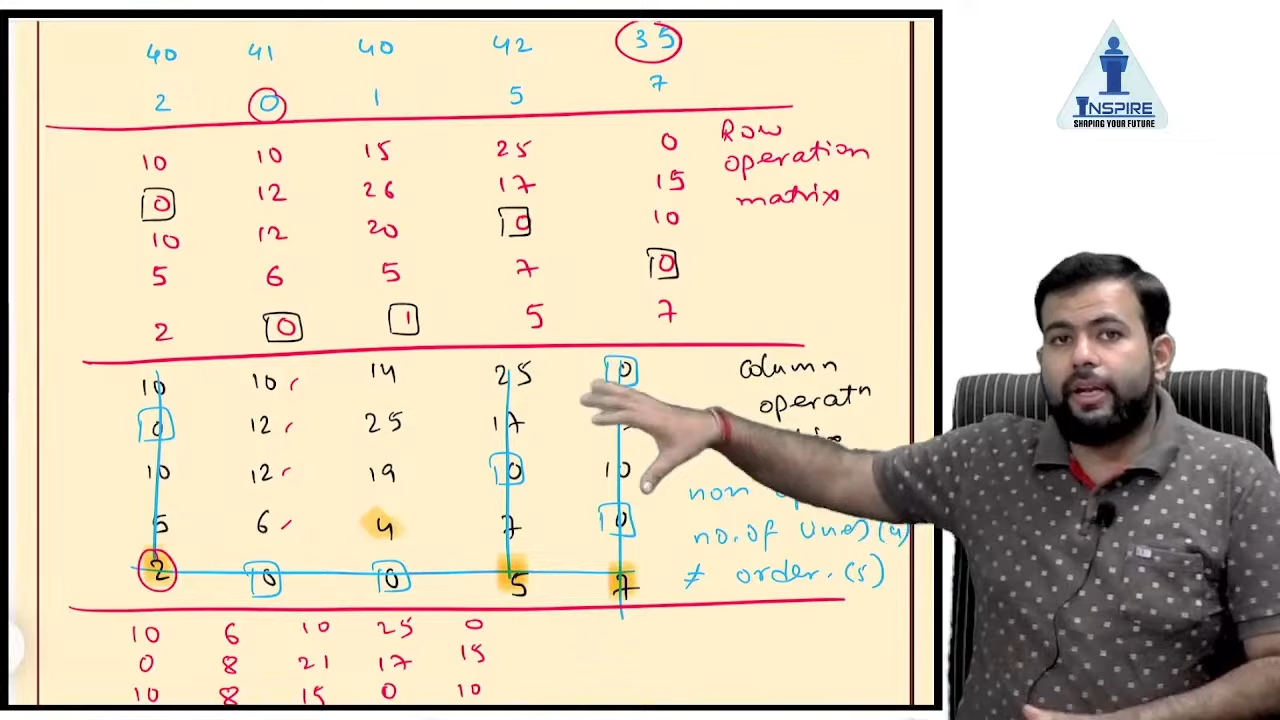 40 41 40 42 35
2 0 1 5 7
10 10 15 25 0
0 12 26 17 15
10 12 20 0 10
5 6 5 7 0
2 0 1 5 7
Row
operation
matrix
10 10 14 25 0
0 12 25 17
10 12 19 0 10
5 6 4 7 0
2 0 0 5 7
column
operatn
non
no. of lines (4)
≠ order. (5)
10 6 10 25 0
0 8 21 17 15
10 8 15 0 10
INSPIRE
SHAPING YOUR FUTURE